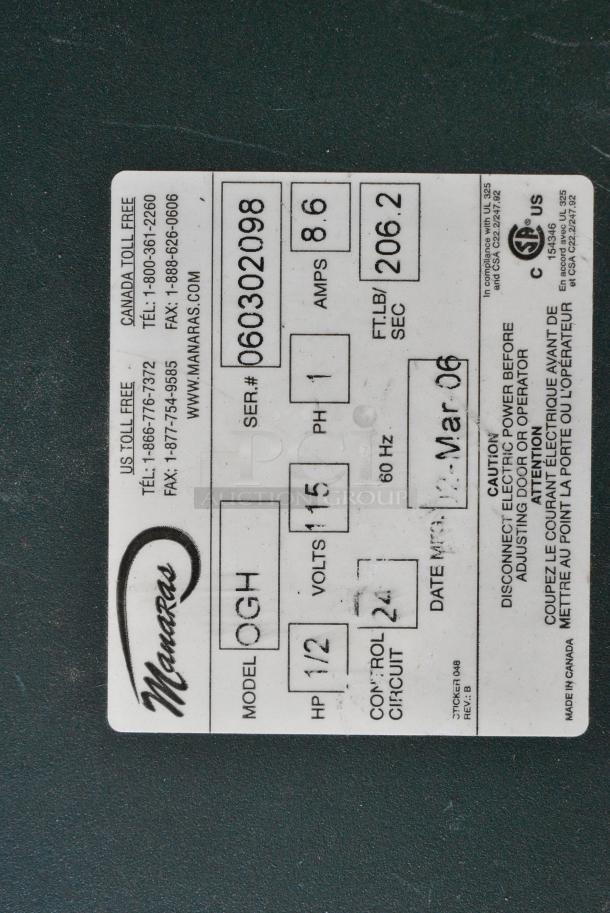 Manaras
US TOLL FREE
TÉL: 1-866-776-7372
FAX: 1-877-754-9585
CANADA TOLL FREE
TÉL: 1-800-361-2260
FAX: 1-888-626-0606
WWW.MANARAS.COM
MODEL OGH SER.# 060302098
HP 1/2 VOLTS 115 PH 1 AMPS 8.6
CONTROL CIRCUIT 24 60 Hz FT.LB/ SEC 206.2
DATE MFG. -Mar-06
STICKER 048
REV.: B
In compliance with UL 325
and CSA C22.2/247.92
C SA US
154346
En accord avec UL 325
et CSA C22.2/247.92
CAUTION
DISCONNECT ELECTRIC POWER BEFORE
ADJUSTING DOOR OR OPERATOR
ATTENTION
COUPEZ LE COURANT ÉLECTRIQUE AVANT DE
METTRE AU POINT LA PORTE OU L'OPÉRATEUR
MADE IN CANADA
PCI
AUCTION GROUP